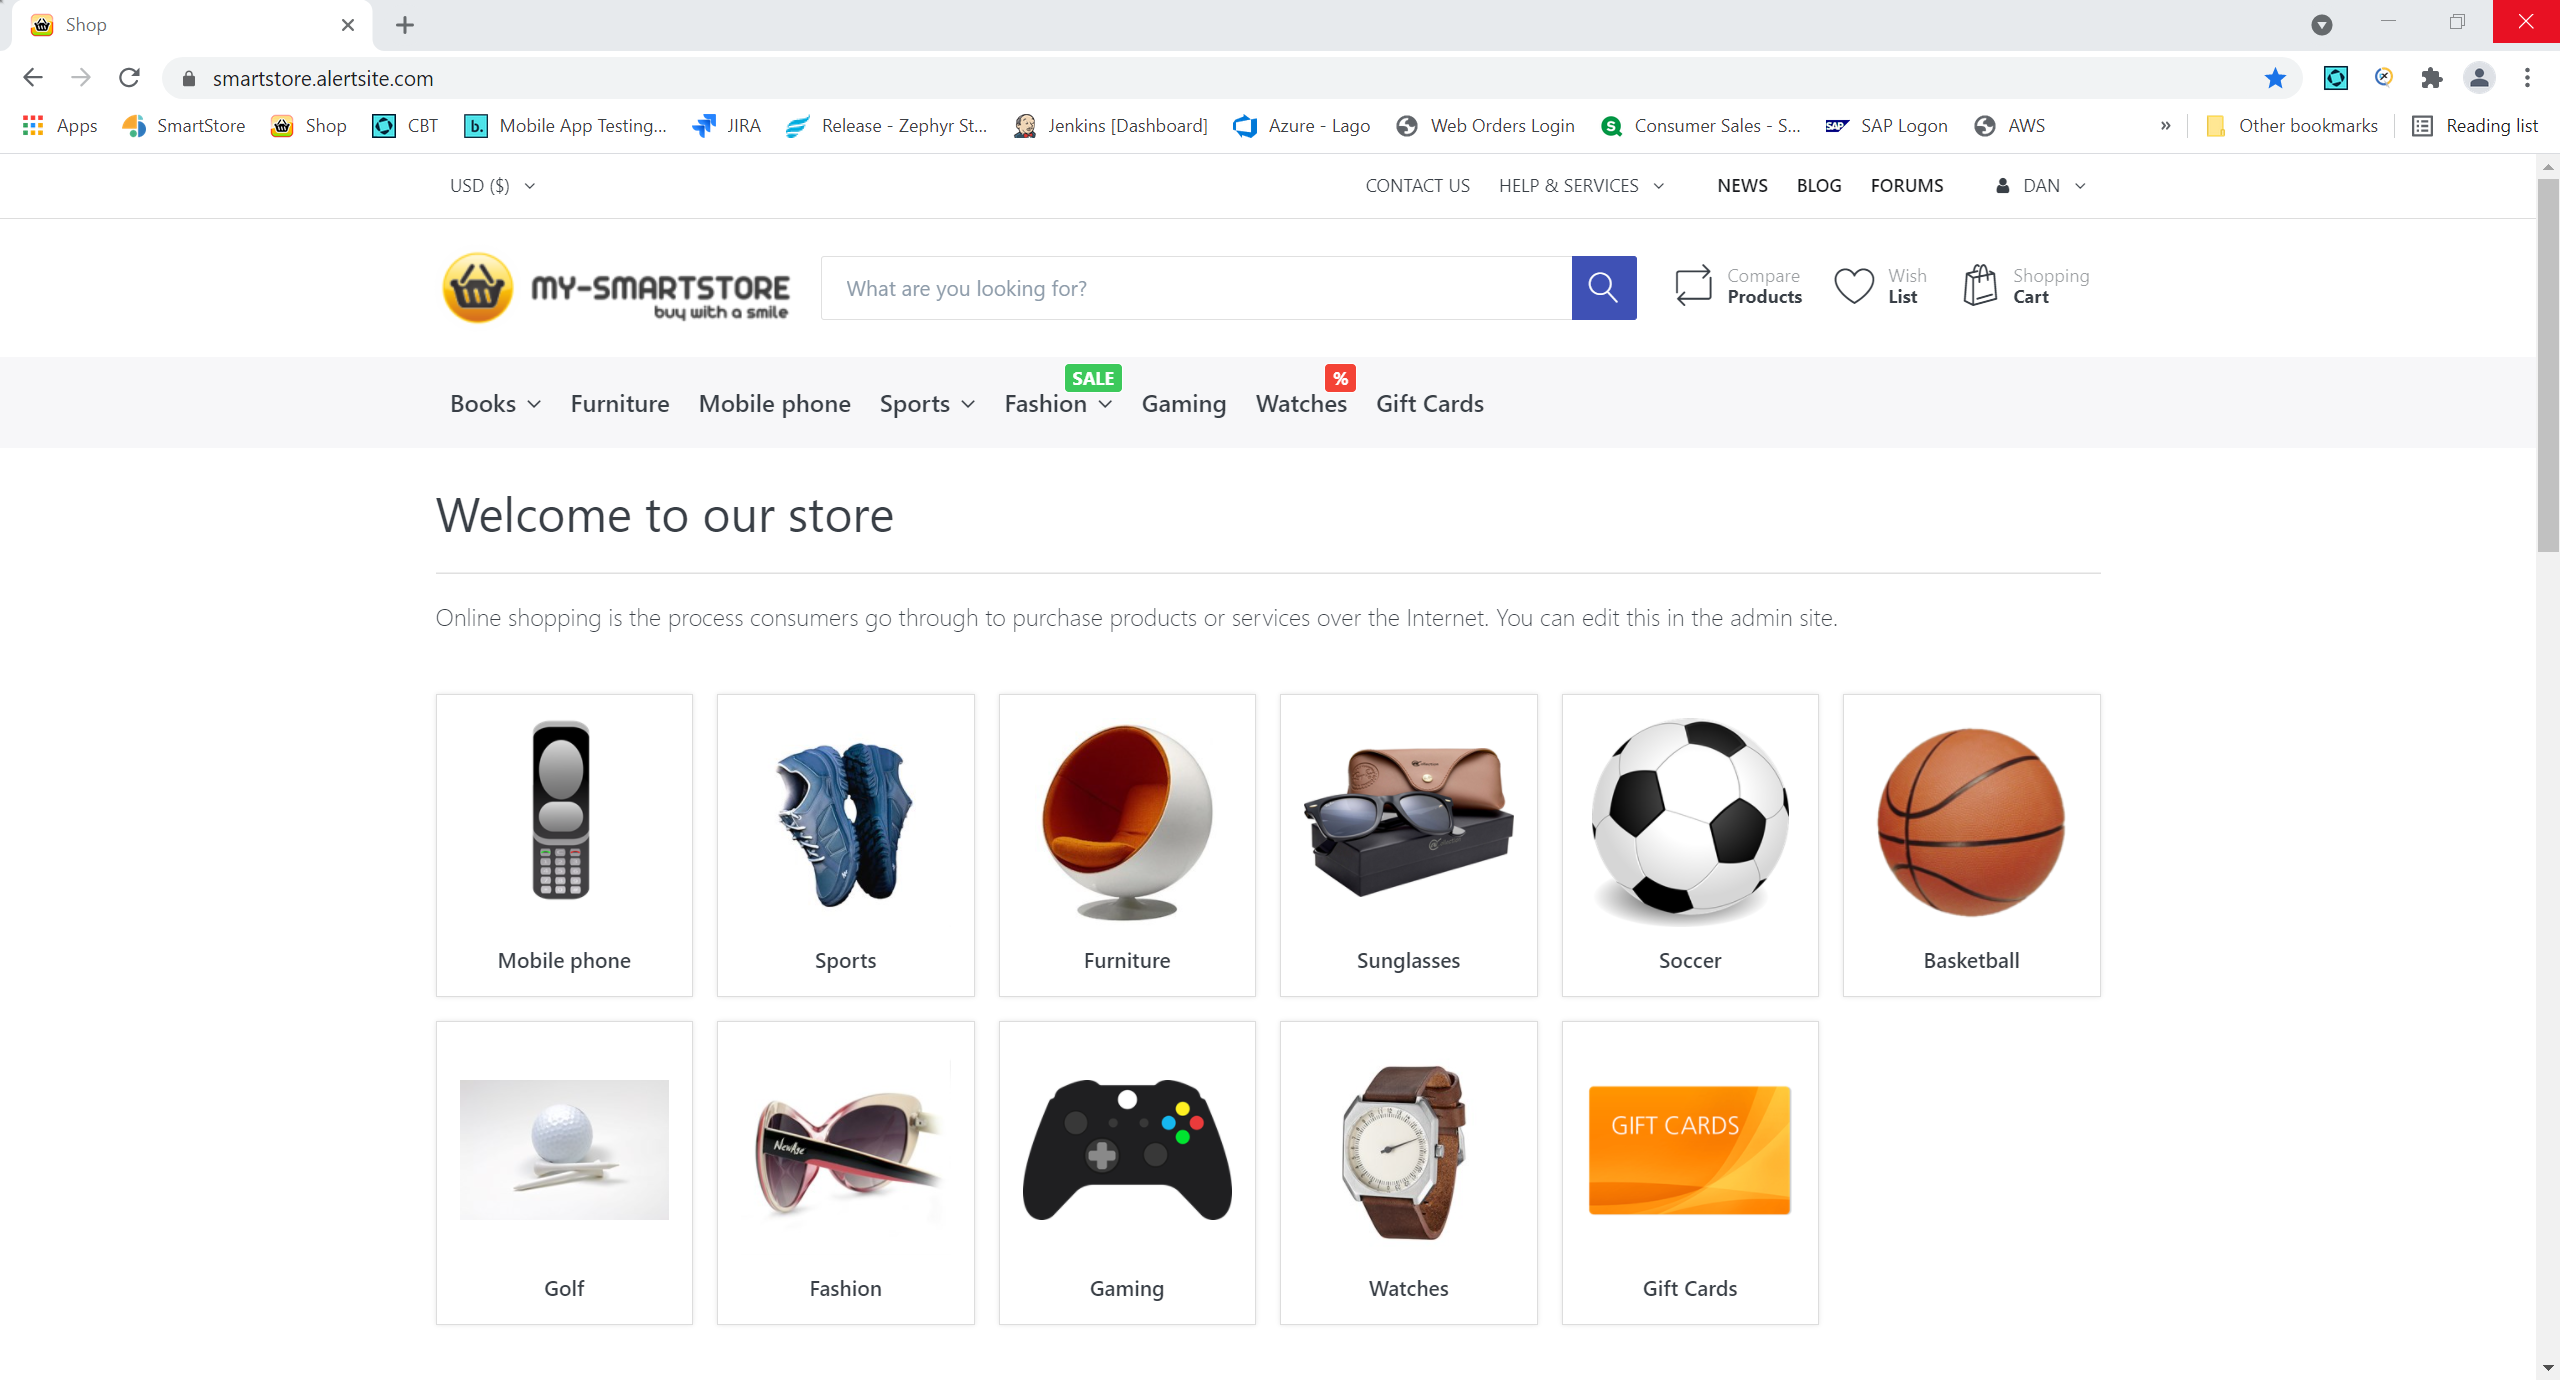 Shop
smartstore.alertsite.com
Apps SmartStore Shop CBT b. Mobile App Testing... JIRA Release - Zephyr St... Jenkins [Dashboard] Azure - Lago Web Orders Login S Consumer Sales - S... SAP SAP Logon AWS » Other bookmarks Reading list
USD ($) CONTACT US HELP & SERVICES NEWS BLOG FORUMS DAN
MY-SMARTSTORE
buy with a smile
What are you looking for?
Compare
Products
Wish
List
Shopping
Cart
SALE %
Books Furniture Mobile phone Sports Fashion Gaming Watches Gift Cards
Welcome to our store
Online shopping is the process consumers go through to purchase products or services over the Internet. You can edit this in the admin site.
Mobile phone Sports Furniture Sunglasses Soccer Basketball
NewAge
GIFT CARDS
Golf Fashion Gaming Watches Gift Cards